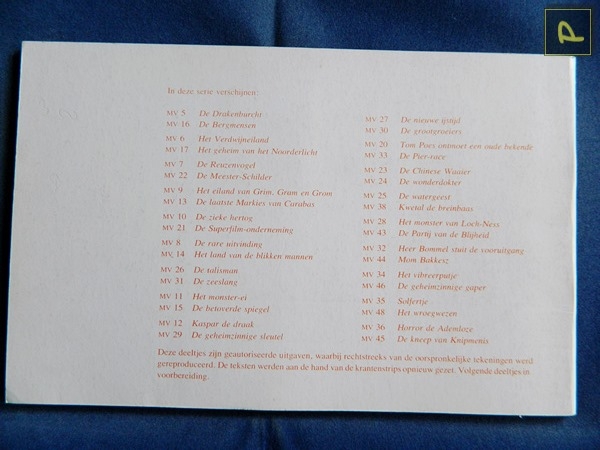 In deze serie verschijnen:
MV 5 De Drakenburcht
MV 16 De Bergmensen
MV 6 Het Verdwijneiland
MV 17 Het geheim van het Noorderlicht
MV 7 De Reuzenvogel
MV 22 De Meester-Schilder
MV 9 Het eiland van Grim, Gram en Grom
MV 13 De laatste Markies van Carabas
MV 10 De zieke hertog
MV 21 De Superfilm-onderneming
MV 8 De rare uitvinding
MV 14 Het land van de blikken mannen
MV 26 De talisman
MV 31 De zeeslang
MV 11 Het monster-ei
MV 15 De betoverde spiegel
MV 12 Kaspar de draak
MV 29 De geheimzinnige sleutel
MV 27 De nieuwe ijstijd
MV 30 De grootgroeiers
MV 20 Tom Poes ontmoet een oude bekende
MV 33 De Pier-race
MV 23 De Chinese Waaier
MV 24 De wonderdokter
MV 25 De watergeest
MV 38 Kwetal de breinbaas
MV 28 Het monster van Loch-Ness
MV 43 De Partij van de Blijheid
MV 32 Heer Bommel stuit de vooruitgang
MV 44 Mom Bakkesz
MV 34 Het vibreerputje
MV 46 De geheimzinnige gaper
MV 35 Solfertje
MV 48 Het wroegwezen
MV 36 Horror de Ademloze
MV 45 De kneep van Knipmenis
Deze deeltjes zijn geautoriseerde uitgaven, waarbij rechtstreeks van de oorspronkelijke tekeningen werd
gereproduceerd. De teksten werden aan de hand van de krantenstrips opnieuw gezet. Volgende deeltjes in
voorbereiding.
P